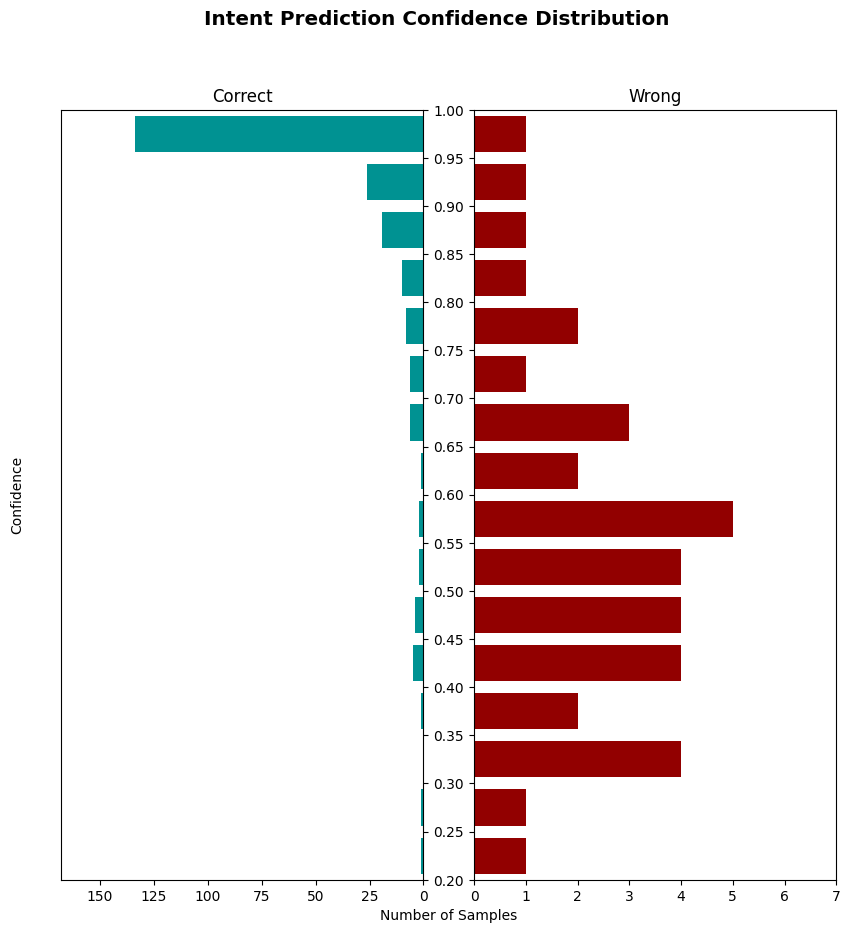 Intent Prediction Confidence Distribution
Correct
Wrong
1.00
0.95
0.90
0.85
0.80
0.75
0.70
0.65
0.60
0.55
0.50
0.45
0.40
0.35
0.30
0.25
0.20
Confidence
150 125 100 75 50 25 0
0 1 2 3 4 5 6 7
Number of Samples